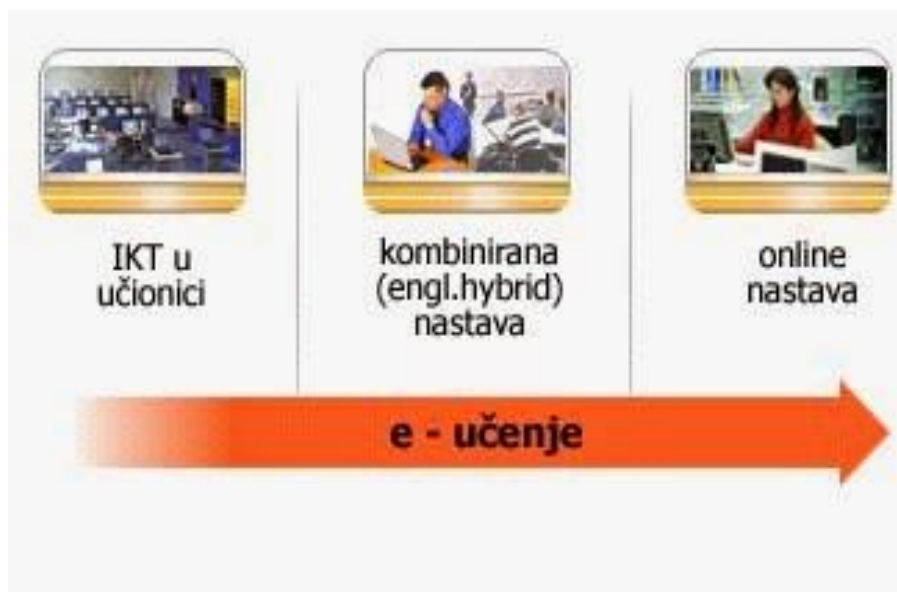 IKT u
učionici
kombinirana
(engl.hybrid)
nastava
online
nastava
e - učenje